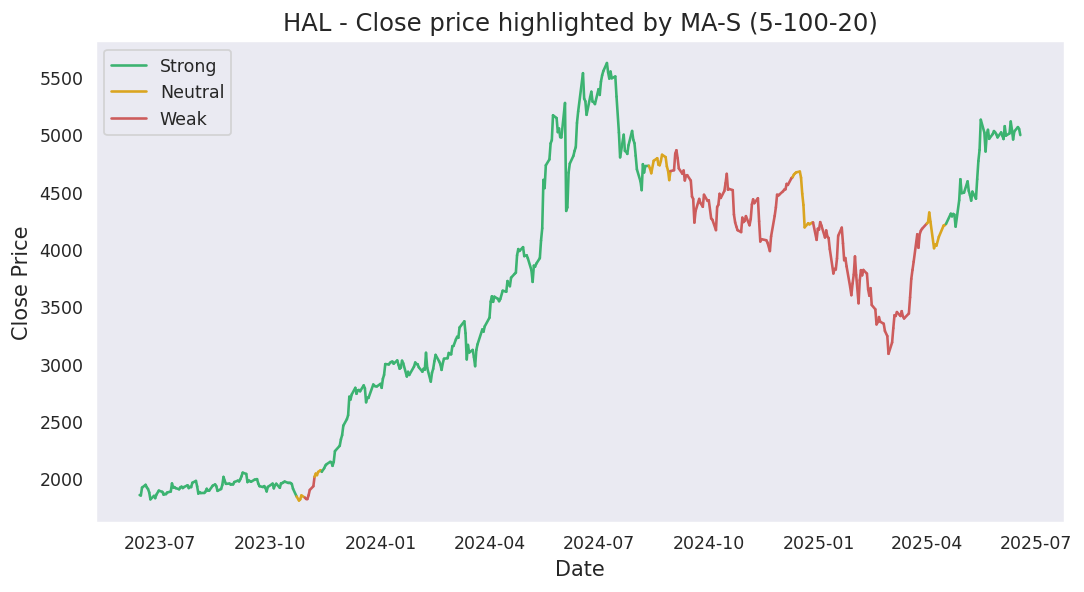 HAL - Close price highlighted by MA-S (5-100-20)
Strong
Neutral
Weak
Close Price
5500
5000
4500
4000
3500
3000
2500
2000
2023-07
2023-10
2024-01
2024-04
2024-07
2024-10
2025-01
2025-04
2025-07
Date